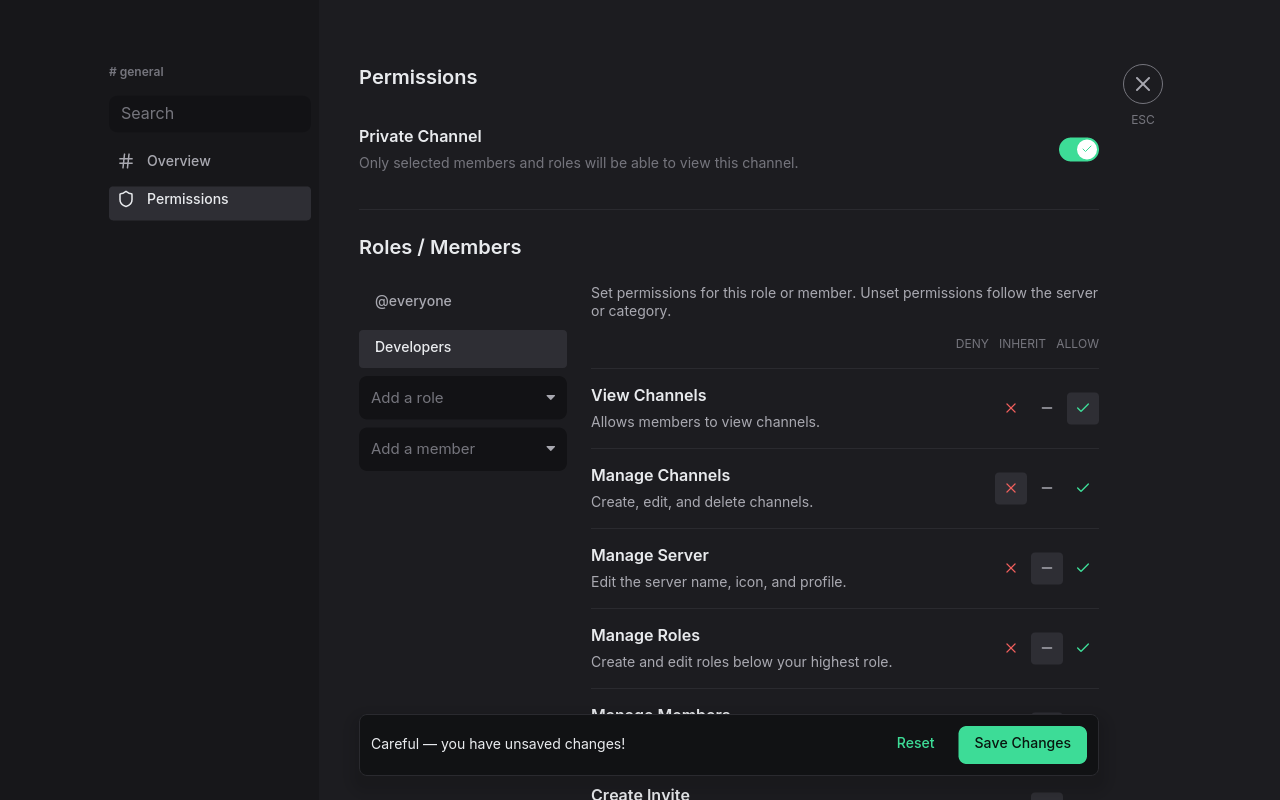 # general
Search
Overview
Permissions
Permissions
ESC
Private Channel
Only selected members and roles will be able to view this channel.
Roles / Members
@everyone
Developers
Add a role
Add a member
Set permissions for this role or member. Unset permissions follow the server
or category.
DENY INHERIT ALLOW
View Channels
Allows members to view channels.
Manage Channels
Create, edit, and delete channels.
Manage Server
Edit the server name, icon, and profile.
Manage Roles
Create and edit roles below your highest role.
Manage Members
Careful — you have unsaved changes!
Reset
Save Changes
Create Invite